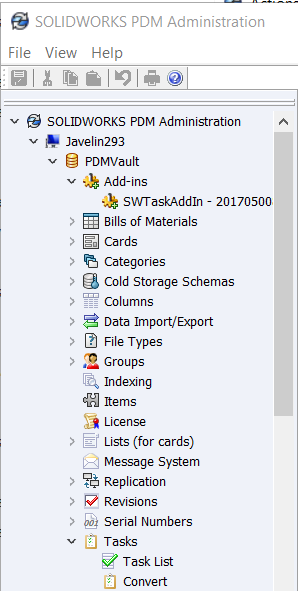 SOLIDWORKS PDM Administration
File View Help
SOLIDWORKS PDM Administration
Javelin293
PDMVault
Add-ins
SWTaskAddIn - 2017050
Bills of Materials
Cards
Categories
Cold Storage Schemas
Columns
Data Import/Export
File Types
Groups
Indexing
Items
License
Lists (for cards)
Message System
Replication
Revisions
001 Serial Numbers
Tasks
Task List
Convert